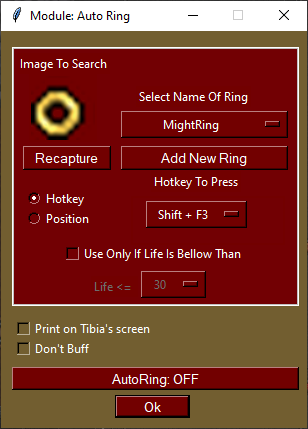 Module: Auto Ring
Image To Search
Select Name Of Ring
MightRing
Recapture
Add New Ring
Hotkey To Press
Hotkey
Position
Shift + F3
Use Only If Life Is Bellow Than
Life <=
30
Print on Tibia's screen
Don't Buff
AutoRing: OFF
Ok